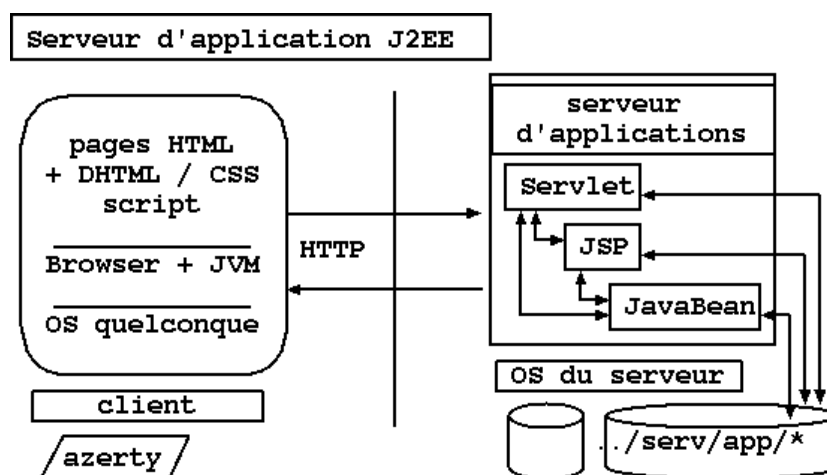 Serveur d'application J2EE
pages HTML
+ DHTML / CSS
script
Browser + JVM
OS quelconque
client
azerty
HTTP
serveur
d'applications
Servlet
JSP
JavaBean
OS du serveur
../serv/app/*